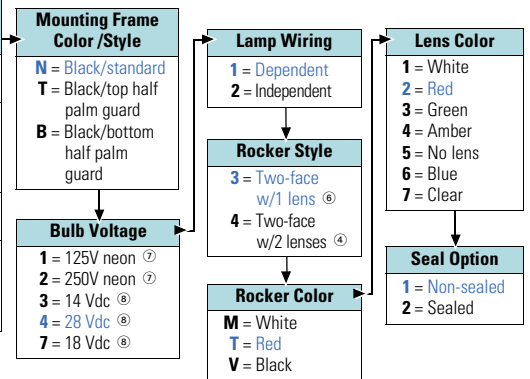 Mounting Frame
Color /Style
N = Black/standard
T = Black/top half
palm guard
B = Black/bottom
half palm
guard
Bulb Voltage
1 = 125V neon ⑦
2 = 250V neon ⑦
3 = 14 Vdc ⑧
4 = 28 Vdc ⑧
7 = 18 Vdc ⑧
Lamp Wiring
1 = Dependent
2 = Independent
Rocker Style
3 = Two-face
w/1 lens ⑥
4 = Two-face
w/2 lenses ④
Rocker Color
M = White
T = Red
V = Black
Lens Color
1 = White
2 = Red
3 = Green
4 = Amber
5 = No lens
6 = Blue
7 = Clear
Seal Option
1 = Non-sealed
2 = Sealed